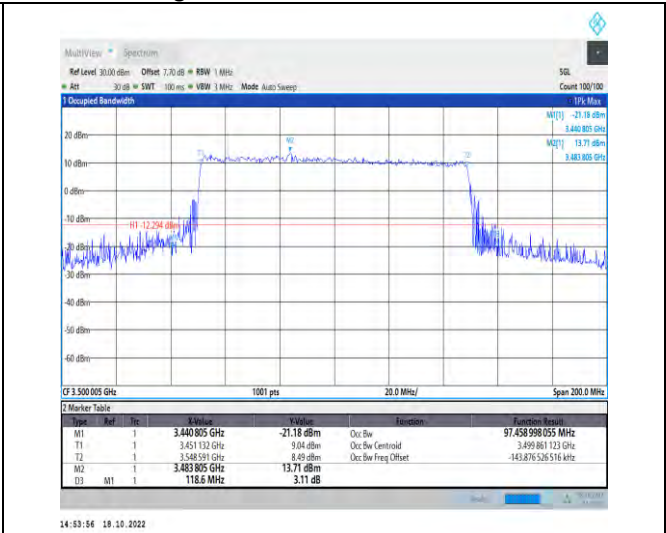 MultiView Spectrum
Ref Level 30.00 dBm Offset 7.70 dB RBW 1 MHz SGL
Att 30 dB SWT 100 ms VBW 3 MHz Mode Auto Sweep Count 100/100
1 Occupied Bandwidth 1Pk Max
M1[1] -21.18 dBm
3.440 805 GHz
M2[1] 13.71 dBm
3.483 805 GHz
20 dBm
M2
T1
10 dBm
0 dBm
-10 dBm
H1 -12.294 dBm
-20 dBm
-30 dBm
-40 dBm
-50 dBm
-60 dBm
CF 3.500 005 GHz 1001 pts 20.0 MHz/ Span 200.0 MHz
2 Marker Table
Type Ref Trc X-Value Y-Value Function Function Result
M1 1 3.440 805 GHz -21.18 dBm Occ Bw 97.458 998 055 MHz
T1 1 3.451 132 GHz 9.04 dBm Occ Bw Centroid 3.499 861 123 GHz
T2 1 3.548 591 GHz 8.49 dBm Occ Bw Freq Offset -143.876 526 516 kHz
M2 1 3.483 805 GHz 13.71 dBm
D3 M1 1 118.6 MHz 3.11 dB
14:53:56 18.10.2022